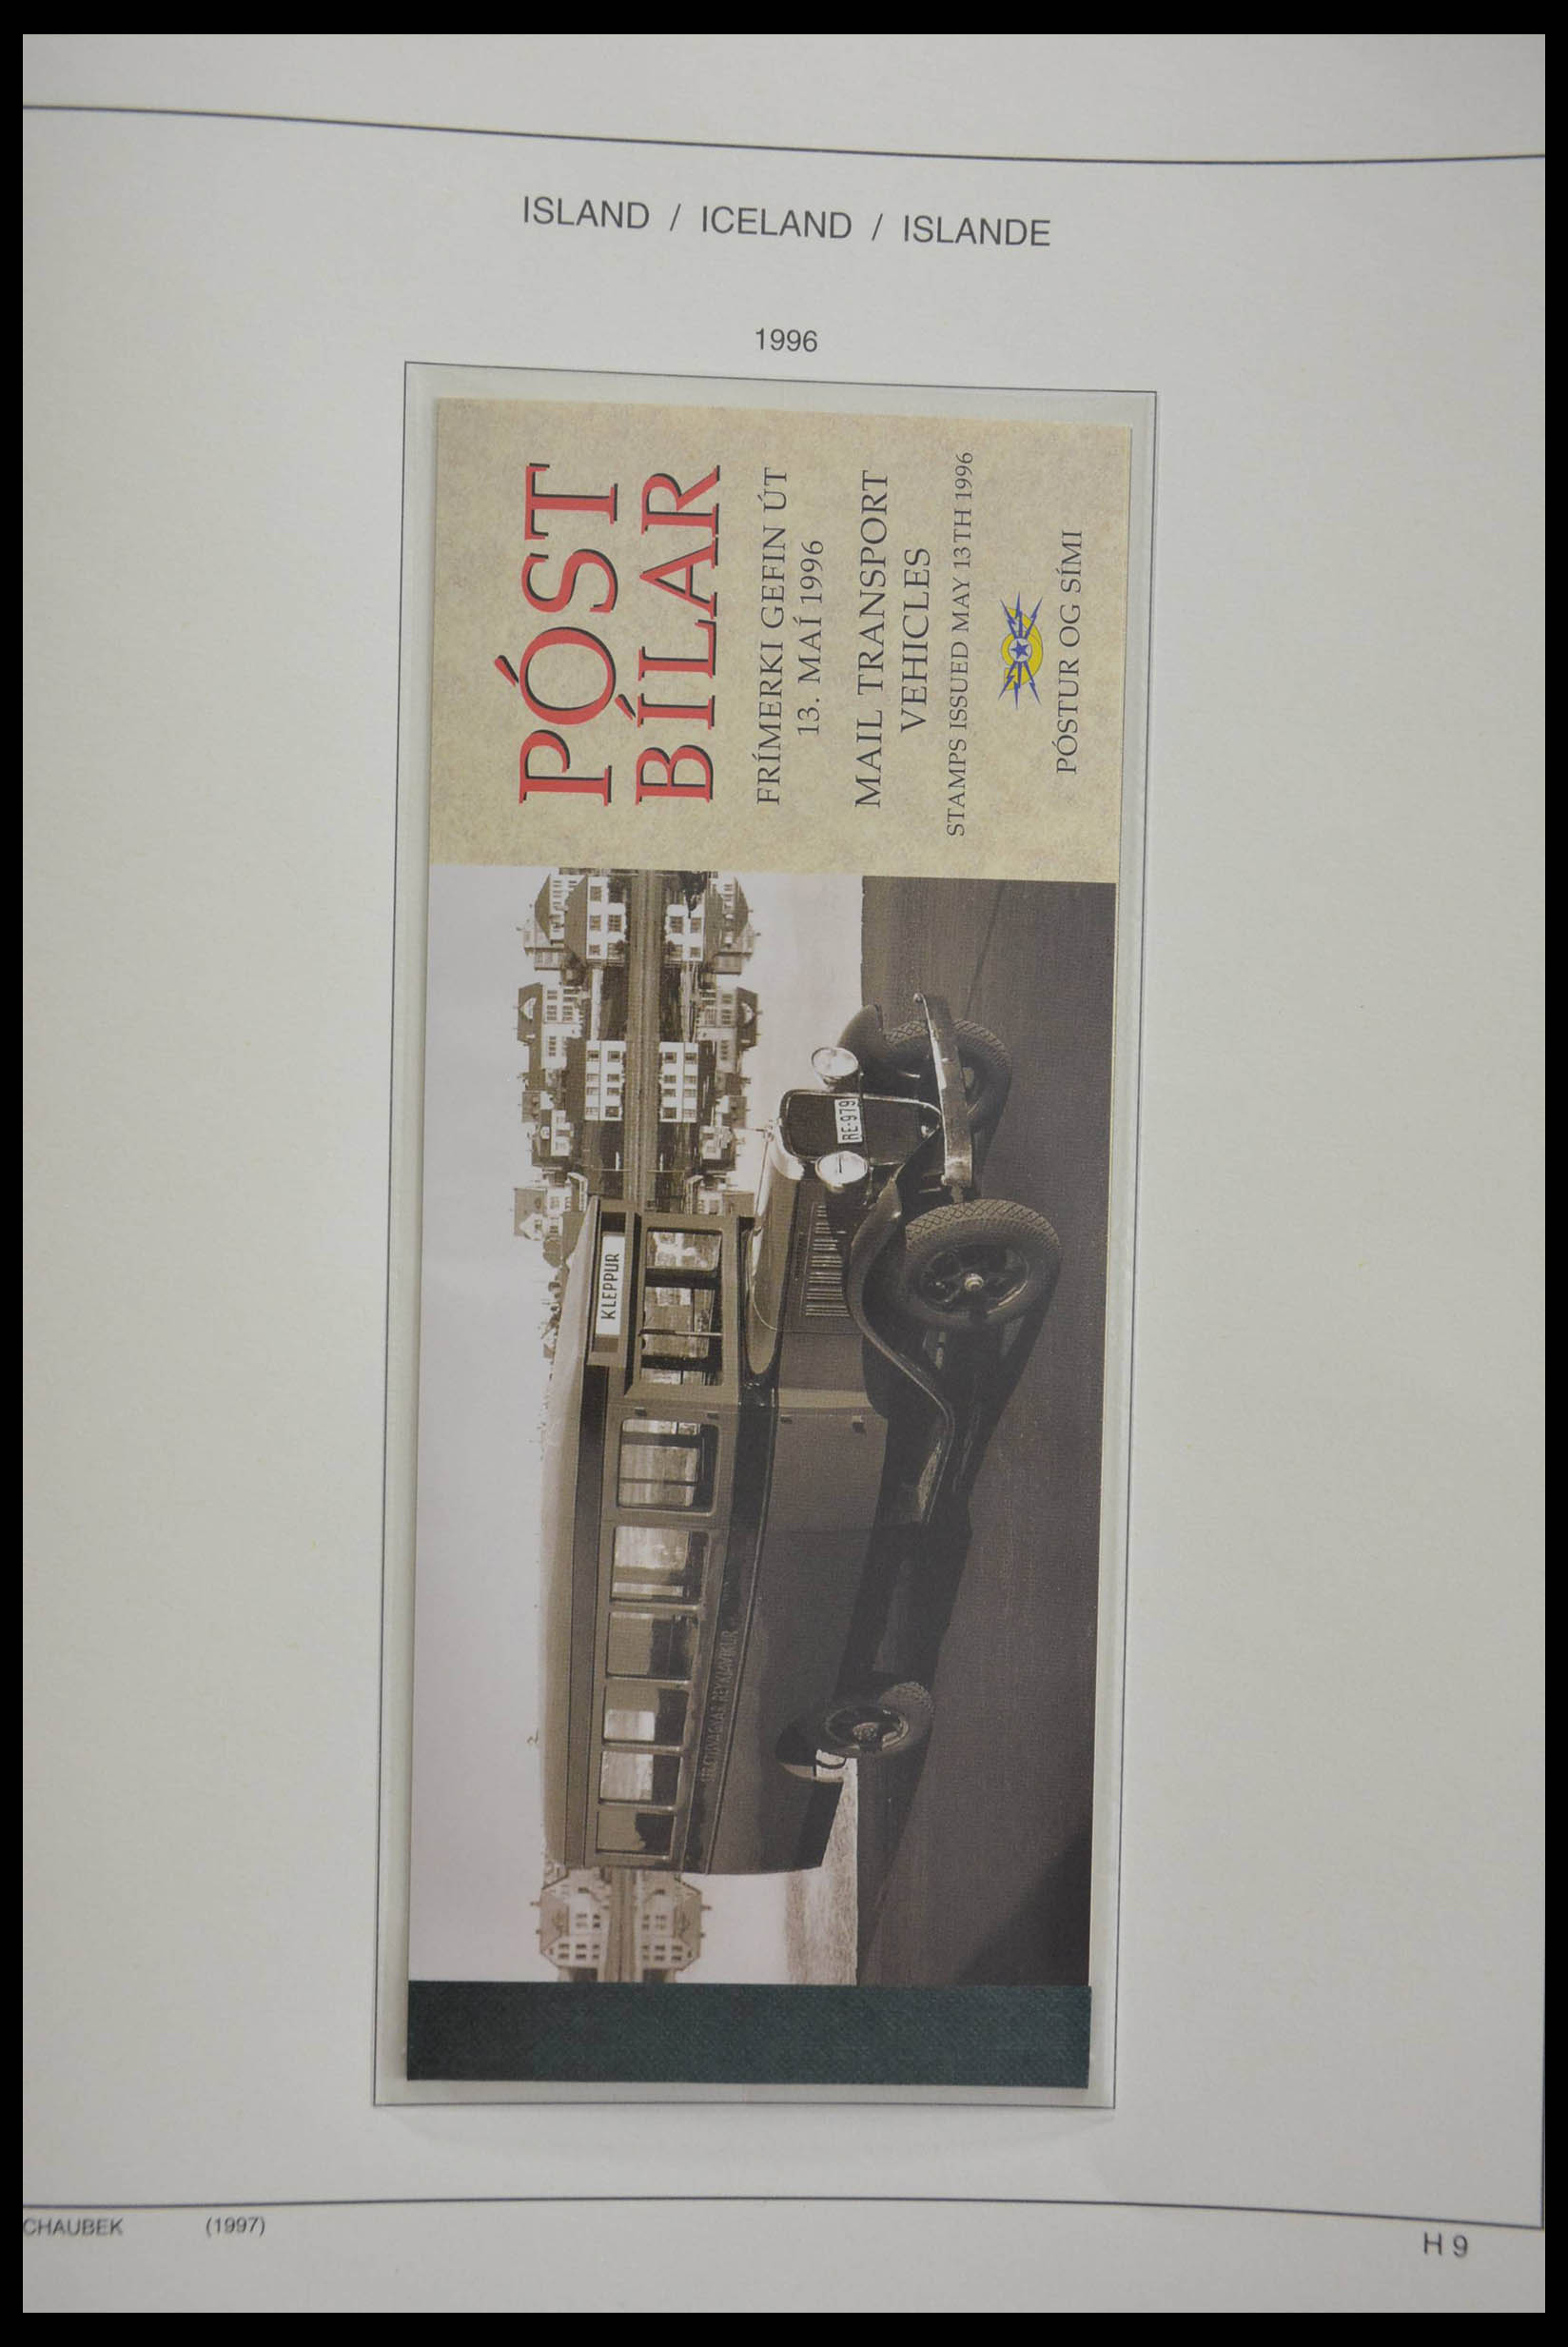 ISLAND / ICELAND / ISLANDE
1996
PÓST
BÍLAR
FRÍMERKI GEFIN ÚT
13. MAÍ 1996
MAIL TRANSPORT
VEHICLES
STAMPS ISSUED MAY 13TH 1996
PÓSTUR OG SÍMI
KLEPPUR
RE-979
REYKJAVÍKUR
CHAUBEK (1997)
H 9